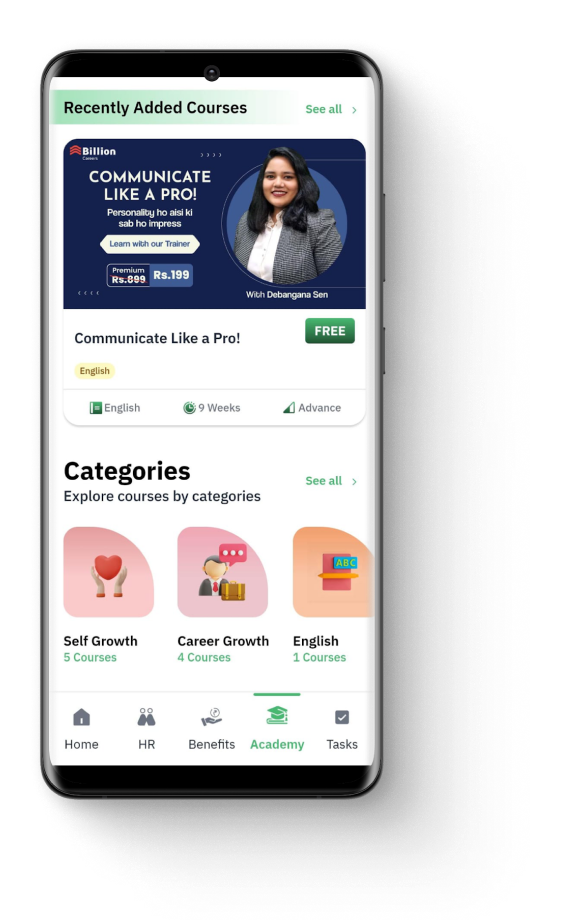 Recently Added Courses
See all
Billion
Careers
COMMUNICATE
LIKE A PRO!
Personality ho aisi ki
sab ho impress
Learn with our Trainer
Premium
Rs.899
Rs.199
With Debangana Sen
Communicate Like a Pro!
FREE
English
English
9 Weeks
Advance
Categories
See all
Explore courses by categories
ABC
Self Growth
Career Growth
English
5 Courses
4 Courses
1 Courses
Home
HR
Benefits
Academy
Tasks